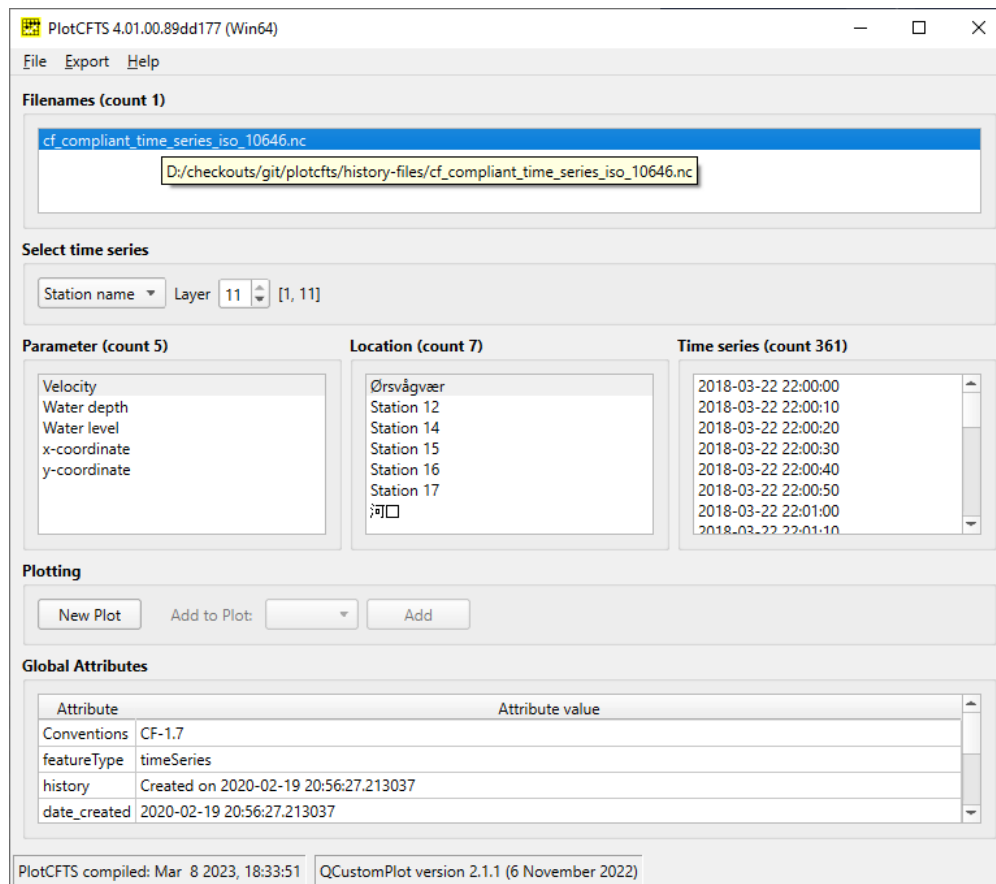 PlotCFTS 4.01.00.89dd177 (Win64)
File Export Help
Filenames (count 1)
cf_compliant_time_series_iso_10646.nc
D:/checkouts/git/plotcfts/history-files/cf_compliant_time_series_iso_10646.nc
Select time series
Station name Layer 11 [1, 11]
Parameter (count 5)
Velocity
Water depth
Water level
x-coordinate
y-coordinate
Location (count 7)
Ørsvågvær
Station 12
Station 14
Station 15
Station 16
Station 17
河口
Time series (count 361)
2018-03-22 22:00:00
2018-03-22 22:00:10
2018-03-22 22:00:20
2018-03-22 22:00:30
2018-03-22 22:00:40
2018-03-22 22:00:50
2018-03-22 22:01:00
2018-03-22 22:01:10
Plotting
New Plot Add to Plot: Add
Global Attributes
Attribute Attribute value
Conventions CF-1.7
featureType timeSeries
history Created on 2020-02-19 20:56:27.213037
date_created 2020-02-19 20:56:27.213037
PlotCFTS compiled: Mar 8 2023, 18:33:51 QCustomPlot version 2.1.1 (6 November 2022)